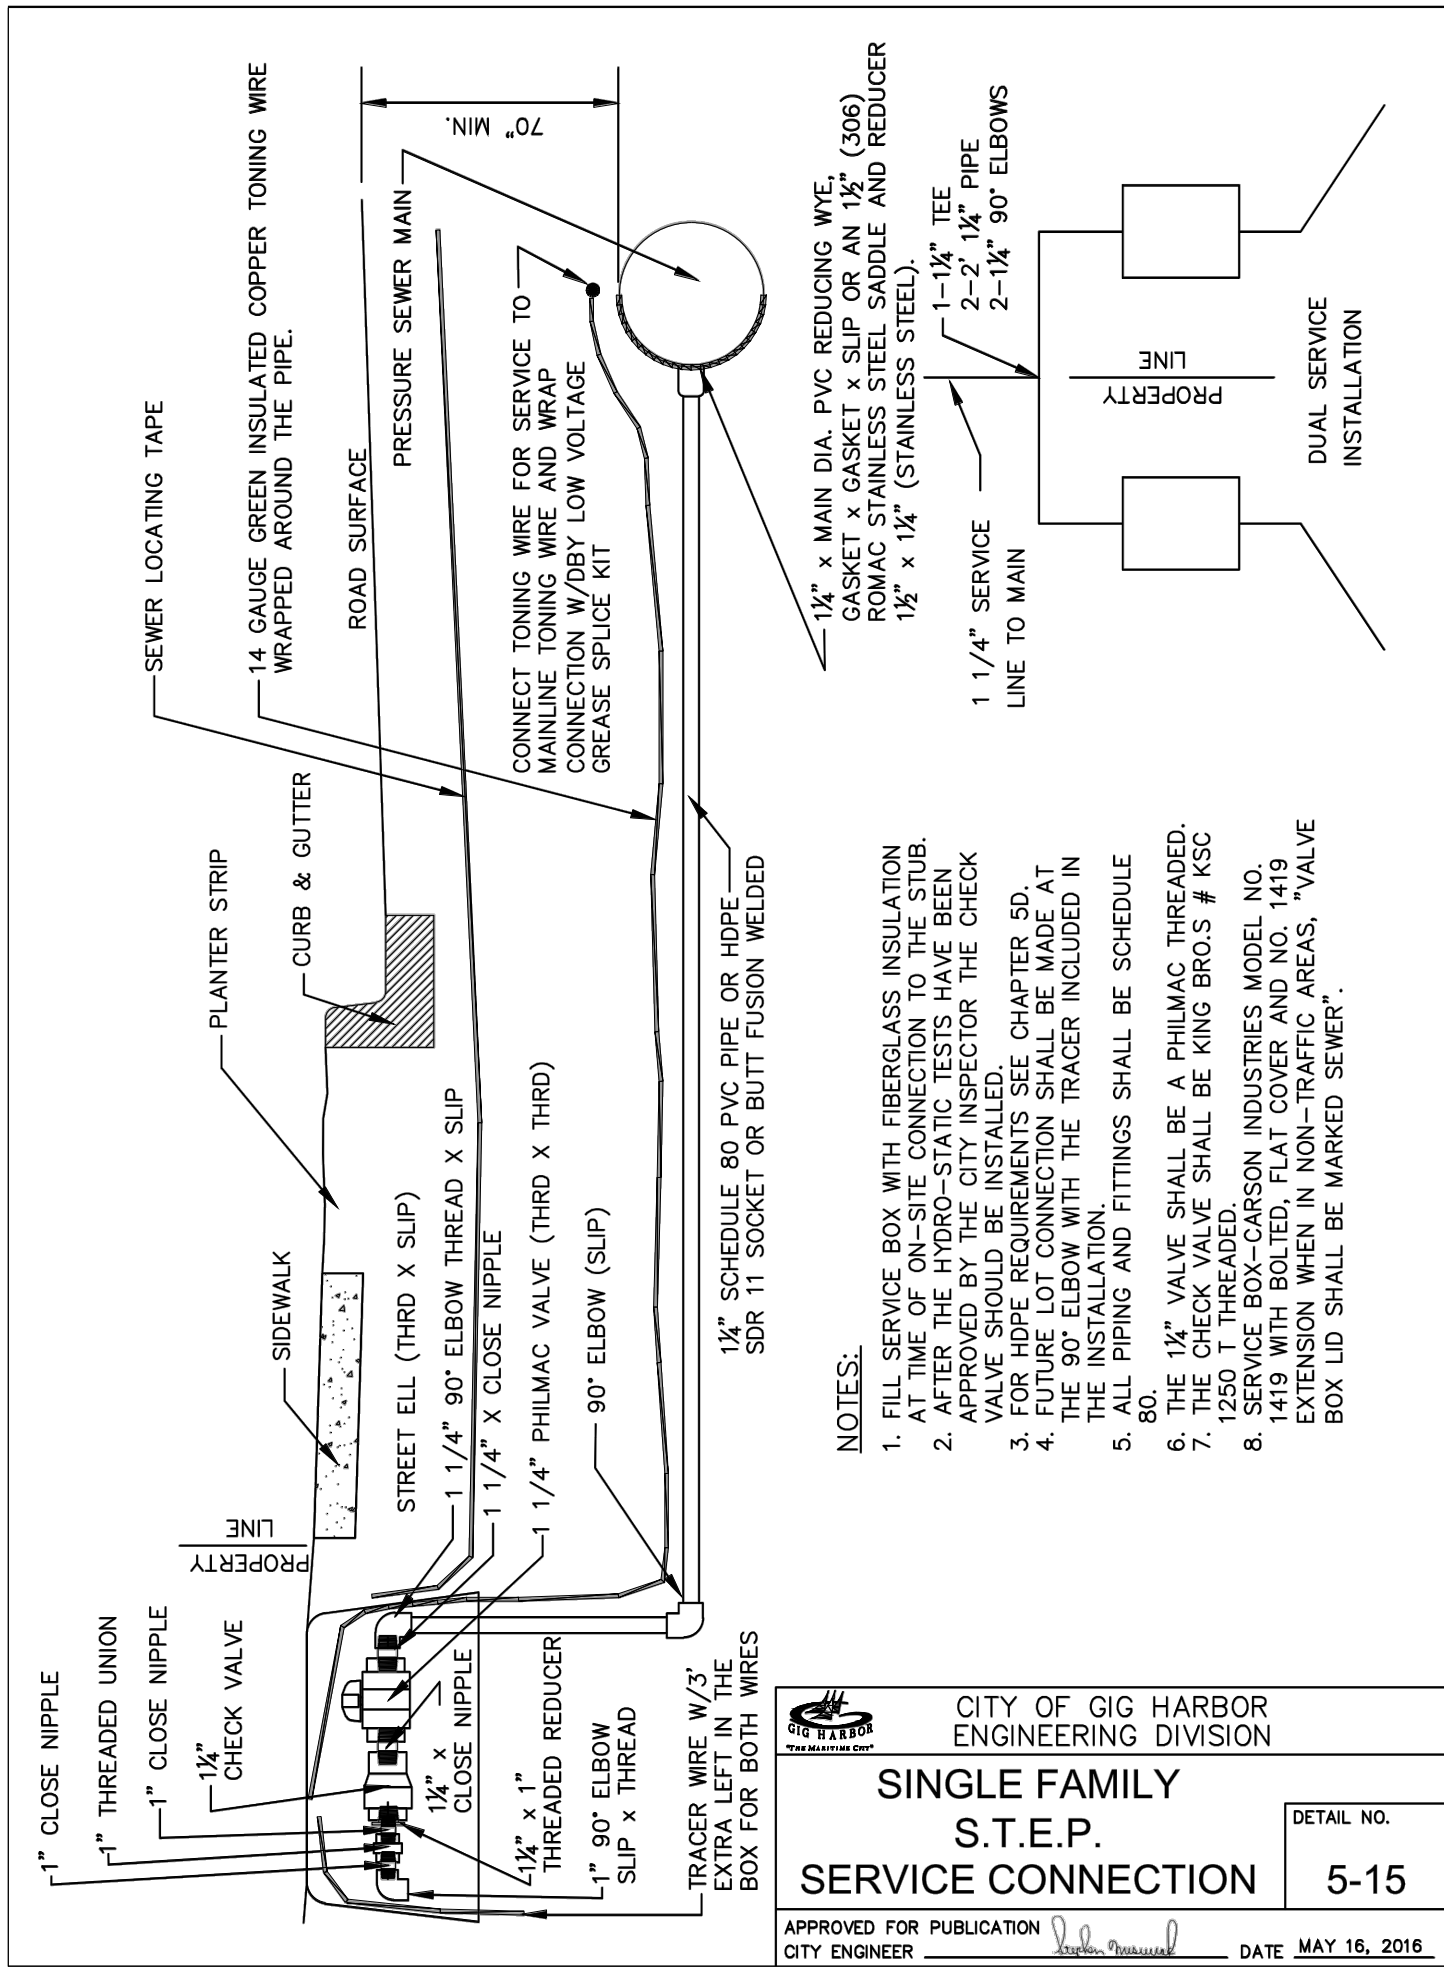 SEWER LOCATING TAPE
14 GAUGE GREEN INSULATED COPPER TONING WIRE
WRAPPED AROUND THE PIPE.
PLANTER STRIP
CURB & GUTTER
ROAD SURFACE
PRESSURE SEWER MAIN
70" MIN.
SIDEWALK
PROPERTY
LINE
1" CLOSE NIPPLE
1" THREADED UNION
1" CLOSE NIPPLE
1¼"
CHECK VALVE
STREET ELL (THRD X SLIP)
1 1/4" 90° ELBOW THREAD X SLIP
1 1/4" X CLOSE NIPPLE
1 1/4" PHILMAC VALVE (THRD X THRD)
90° ELBOW (SLIP)
CONNECT TONING WIRE FOR SERVICE TO
MAINLINE TONING WIRE AND WRAP
CONNECTION W/DBY LOW VOLTAGE
GREASE SPLICE KIT
1¼" x
CLOSE NIPPLE
1¼" x 1"
THREADED REDUCER
1" 90° ELBOW
SLIP x THREAD
TRACER WIRE W/3'
EXTRA LEFT IN THE
BOX FOR BOTH WIRES
1¼" SCHEDULE 80 PVC PIPE OR HDPE
SDR 11 SOCKET OR BUTT FUSION WELDED
1¼" x MAIN DIA. PVC REDUCING WYE,
GASKET x GASKET x SLIP OR AN 1½" (306)
ROMAC STAINLESS STEEL SADDLE AND REDUCER
1½" x 1¼" (STAINLESS STEEL).
1-1¼" TEE
2-2' 1¼" PIPE
2-1¼" 90° ELBOWS
1 1/4" SERVICE
LINE TO MAIN
PROPERTY
LINE
DUAL SERVICE
INSTALLATION
NOTES:
1. FILL SERVICE BOX WITH FIBERGLASS INSULATION
AT TIME OF ON-SITE CONNECTION TO THE STUB.
2. AFTER THE HYDRO-STATIC TESTS HAVE BEEN
APPROVED BY THE CITY INSPECTOR THE CHECK
VALVE SHOULD BE INSTALLED.
3. FOR HDPE REQUIREMENTS SEE CHAPTER 5D.
4. FUTURE LOT CONNECTION SHALL BE MADE AT
THE 90° ELBOW WITH THE TRACER INCLUDED IN
THE INSTALLATION.
5. ALL PIPING AND FITTINGS SHALL BE SCHEDULE
80.
6. THE 1¼" VALVE SHALL BE A PHILMAC THREADED.
7. THE CHECK VALVE SHALL BE KING BRO.S # KSC
1250 T THREADED.
8. SERVICE BOX-CARSON INDUSTRIES MODEL NO.
1419 WITH BOLTED, FLAT COVER AND NO. 1419
EXTENSION WHEN IN NON-TRAFFIC AREAS, "VALVE
BOX LID SHALL BE MARKED SEWER".
GIG HARBOR
"THE MARITIME CITY"
CITY OF GIG HARBOR
ENGINEERING DIVISION
SINGLE FAMILY
S.T.E.P.
SERVICE CONNECTION
DETAIL NO.
5-15
APPROVED FOR PUBLICATION
CITY ENGINEER
DATE MAY 16, 2016